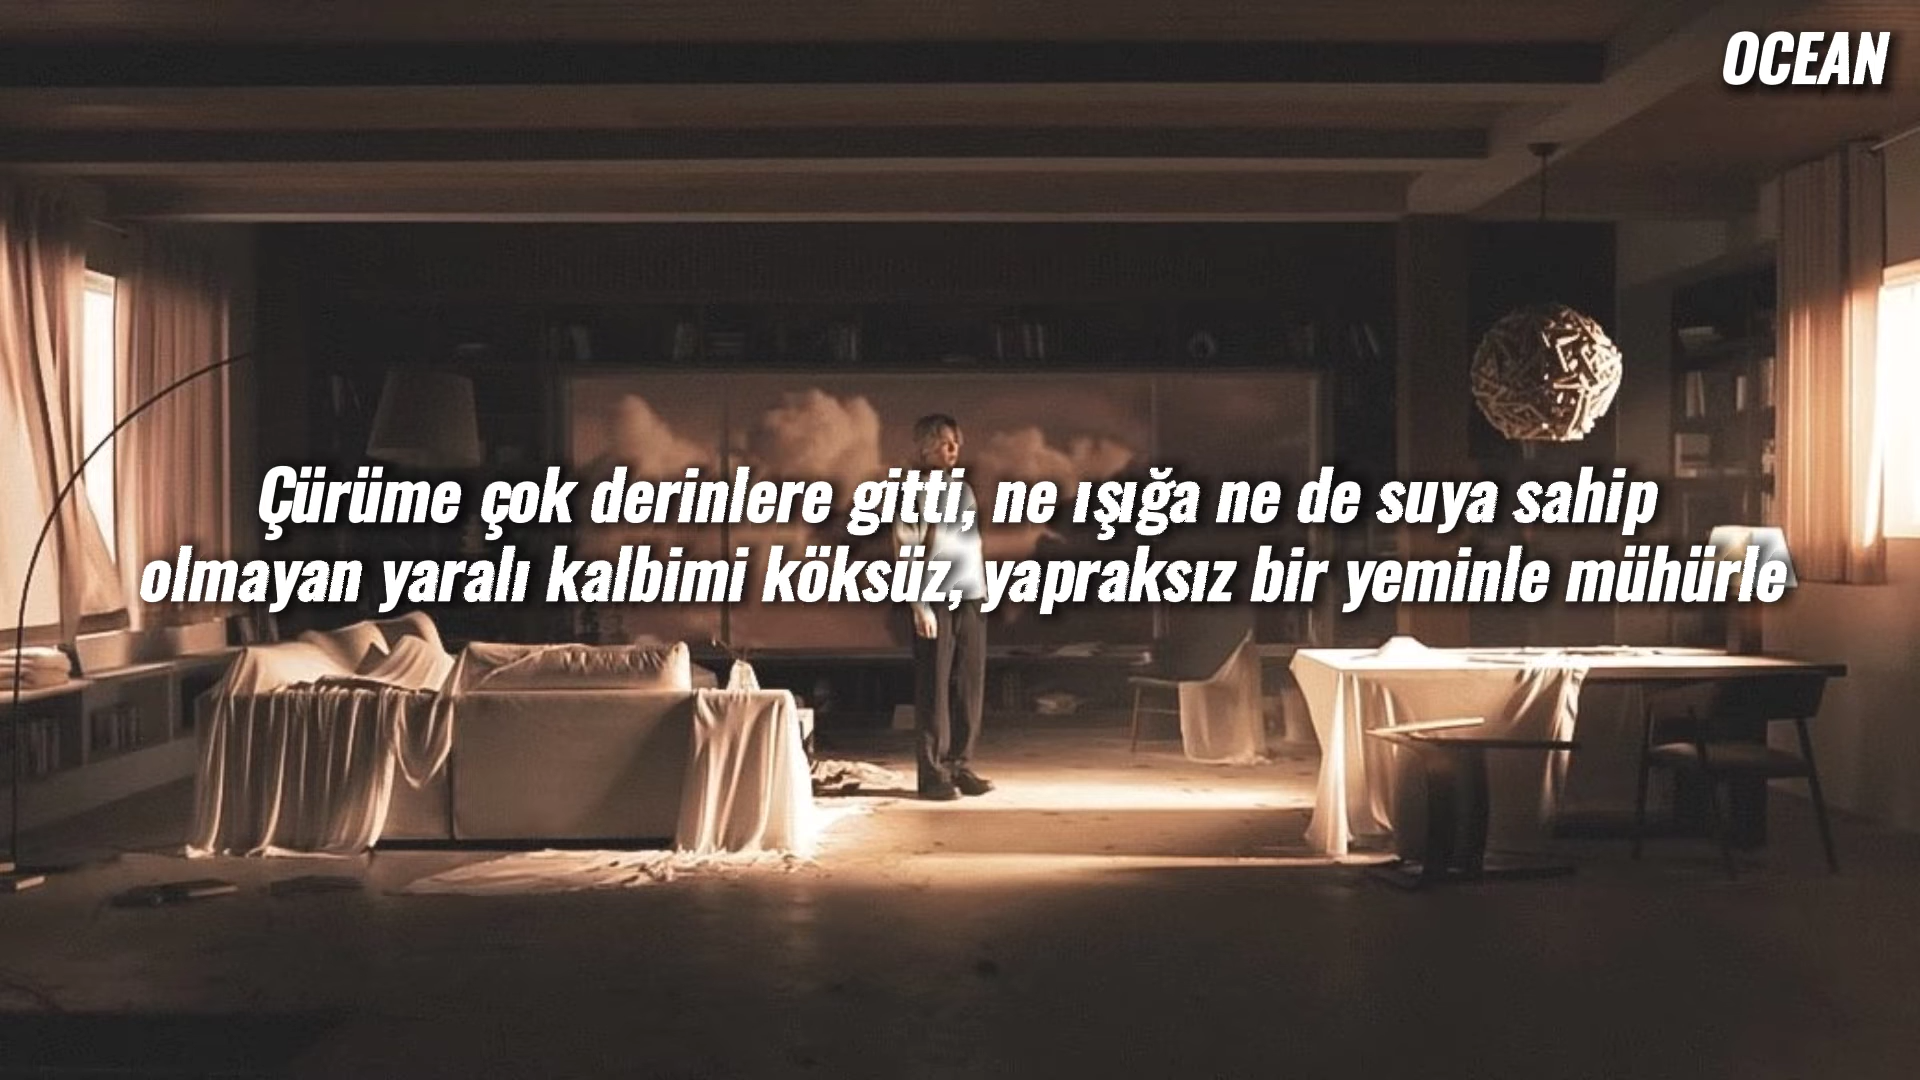 OCEAN
Çürüme çok derinlere gitti, ne ışığa ne de suya sahip
olmayan yaralı kalbimi köksüz, yapraksız bir yeminle mühürle